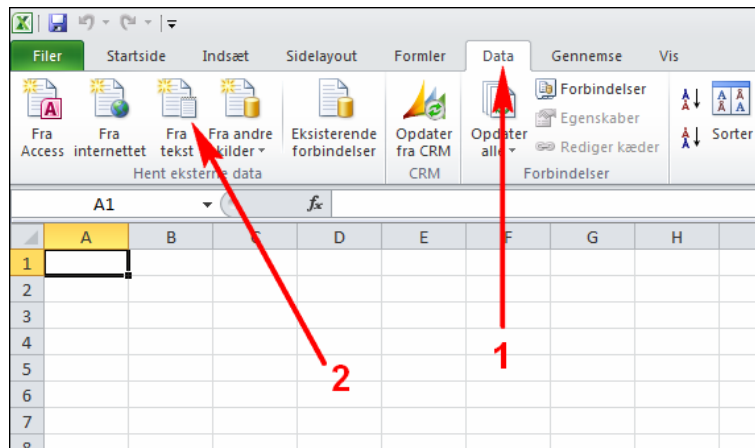 Filer Startside Indsæt Sidelayout Formler Data Gennemse Vis
Fra Access
Fra internettet
Fra tekst
Fra andre kilder
Eksisterende forbindelser
Opdater fra CRM
Opdater alle
Forbindelser
Egenskaber
Rediger kæder
Sorter
Hent eksterne data CRM Forbindelser
A1 fx
A B C D E F G H
1
2
3
4
5
6
7
8
1
2